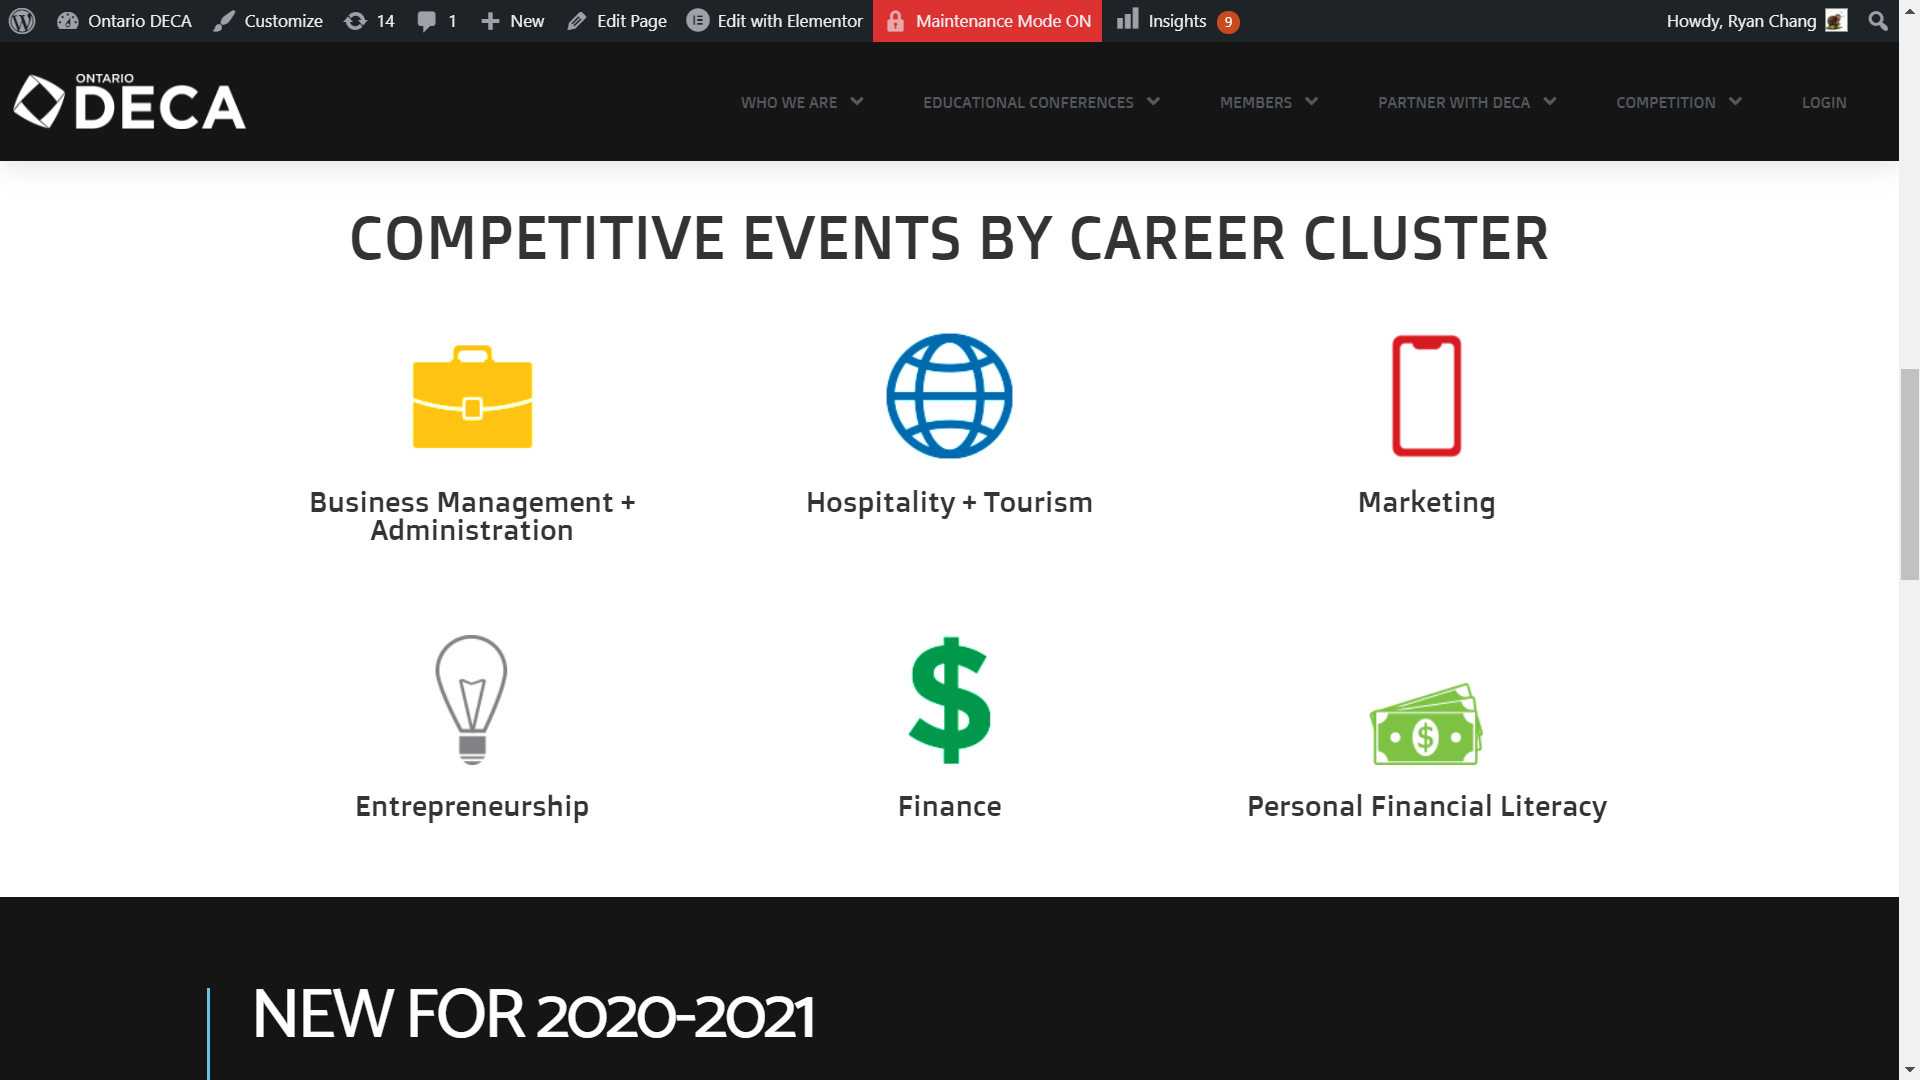 Ontario DECA
Customize
14
1
New
Edit Page
Edit with Elementor
Maintenance Mode ON
Insights
9
Howdy, Ryan Chang
ONTARIO
DECA
WHO WE ARE
EDUCATIONAL CONFERENCES
MEMBERS
PARTNER WITH DECA
COMPETITION
LOGIN
COMPETITIVE EVENTS BY CAREER CLUSTER
Business Management +
Administration
Hospitality + Tourism
Marketing
Entrepreneurship
Finance
Personal Financial Literacy
NEW FOR 2020-2021